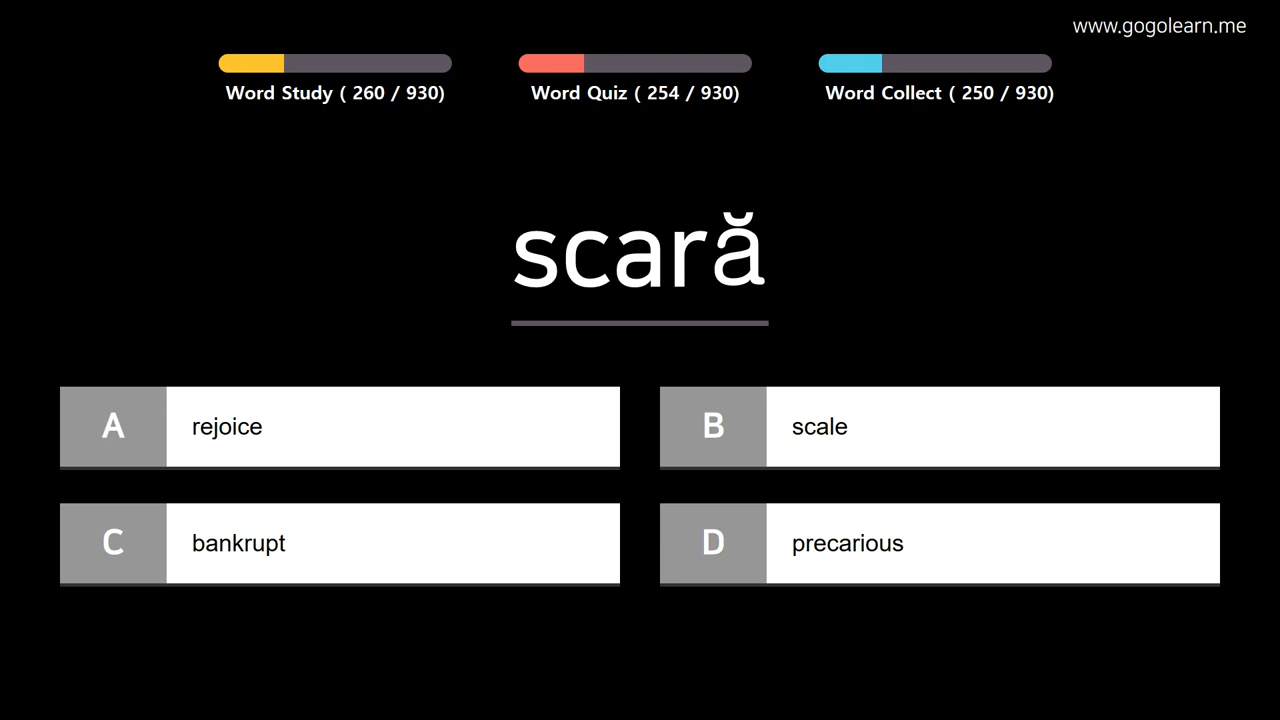 www.gogolearn.me
Word Study ( 260 / 930)
Word Quiz ( 254 / 930)
Word Collect ( 250 / 930)
scară
A rejoice
B scale
C bankrupt
D precarious